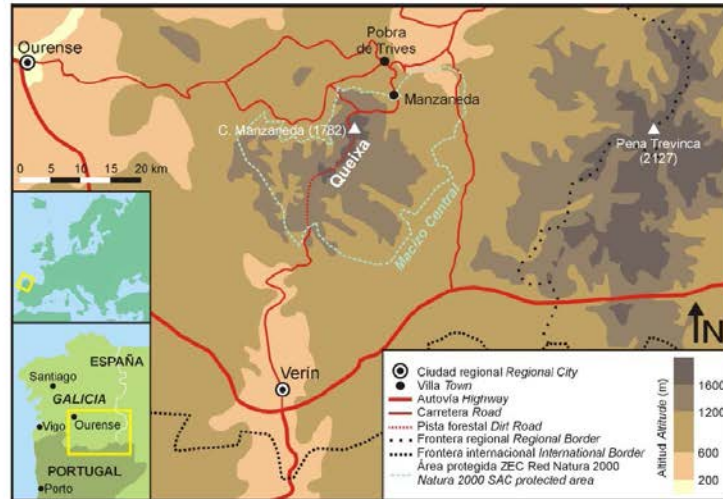 Ourense
Pobra
de Trives
Manzaneda
C. Manzaneda (1782)
Queixa
Pena Trevinca
(2127)
Macizo Central
0 5 10 15 20 km
N
Verín
ESPAÑA
Santiago
GALICIA
Ourense
Vigo
PORTUGAL
Porto
Ciudad regional Regional City
Villa Town
Autovía Highway
Carretera Road
Pista forestal Dirt Road
Frontera regional Regional Border
Frontera internacional International Border
Área protegida ZEC Red Natura 2000
Natura 2000 SAC protected area
Altitud Altitude (m)
1600
1200
600
200